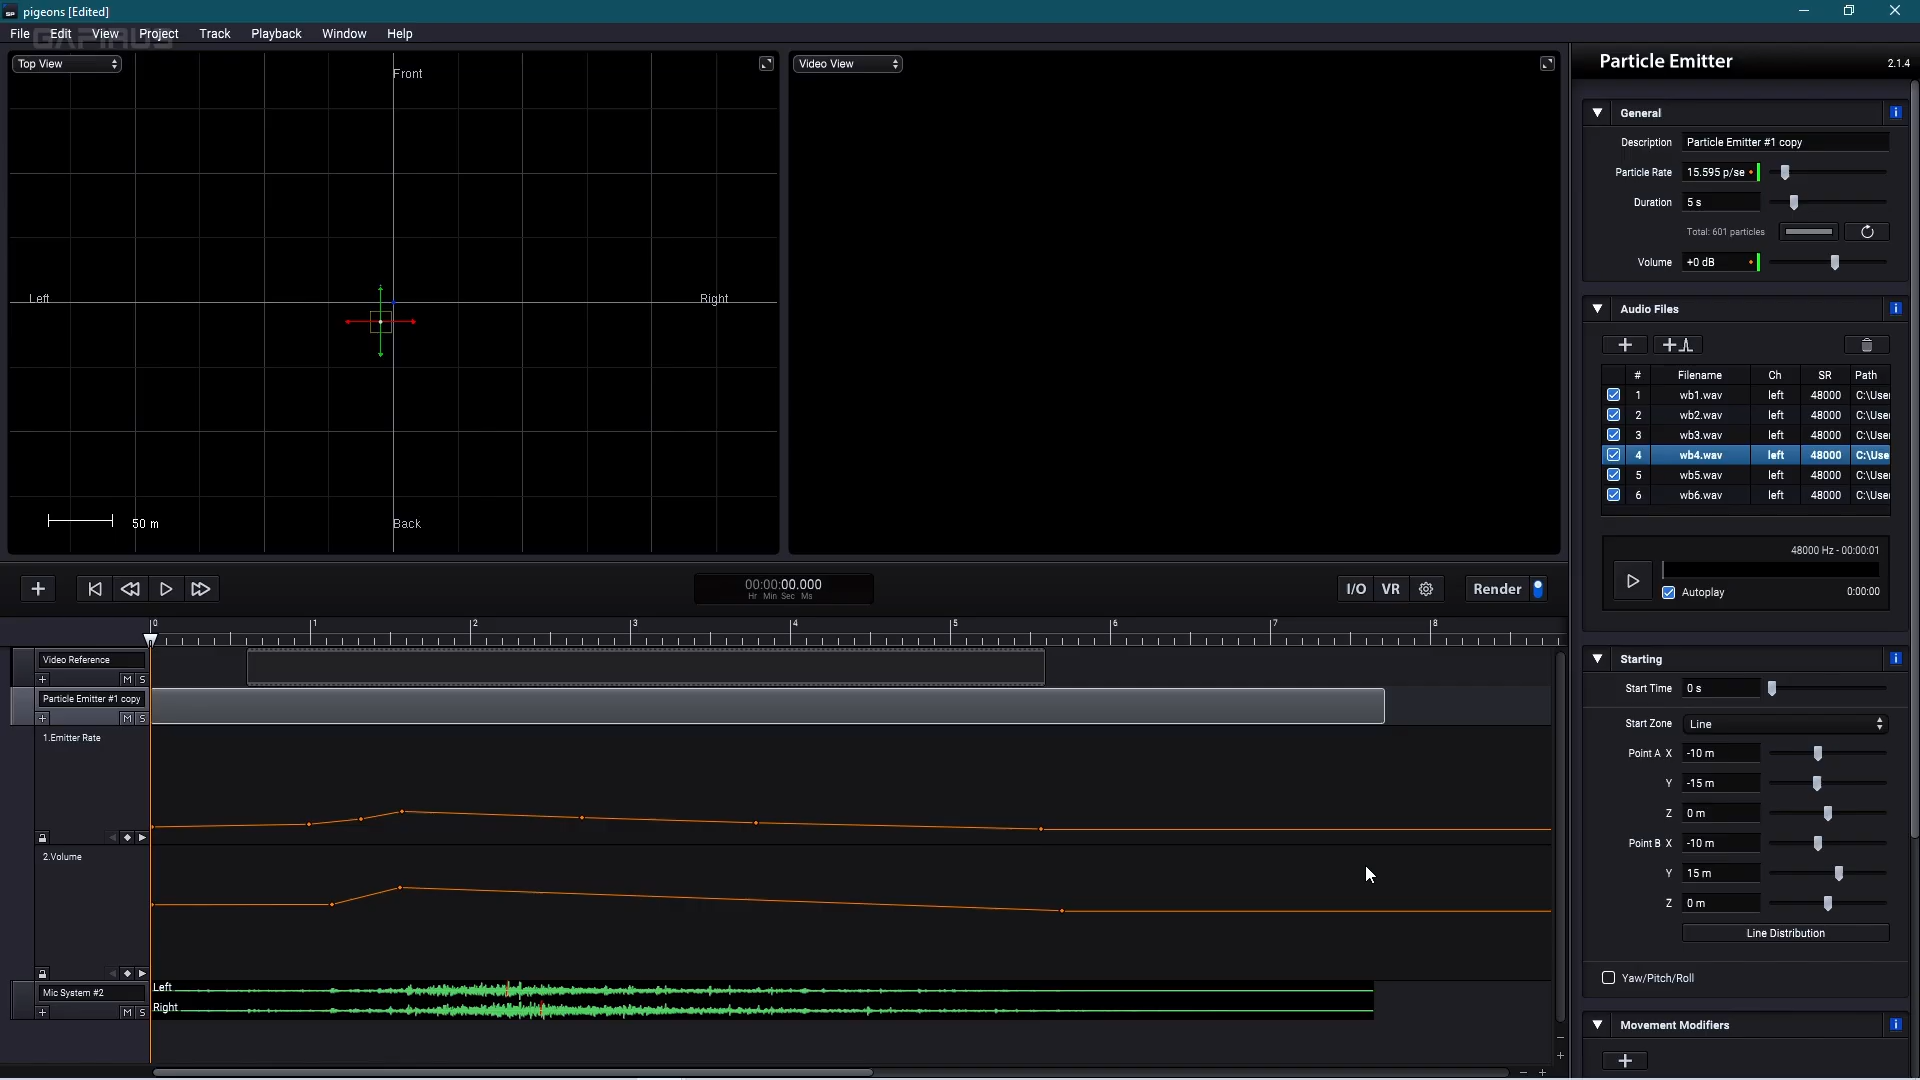 pigeons [Edited]
File Edit View Project Track Playback Window Help
Top View
Front
Left
Right
Back
50 m
Video View
00:00:00.000
Hr Min Sec Ms
I/O VR Render
0 1 2 3 4 5 6 7 8
Video Reference
M S
Particle Emitter #1 copy
M S
1.Emitter Rate
2.Volume
Mic System #2
M S
Left
Right
Particle Emitter 2.1.4
General
Description Particle Emitter #1 copy
Particle Rate 15.595 p/se
Duration 5 s
Total: 601 particles
Volume +0 dB
Audio Files
# Filename Ch SR Path
1 wb1.wav left 48000 C:\Use
2 wb2.wav left 48000 C:\Use
3 wb3.wav left 48000 C:\Use
4 wb4.wav left 48000 C:\Use
5 wb5.wav left 48000 C:\Use
6 wb6.wav left 48000 C:\Use
48000 Hz - 00:00:01
Autoplay 0:00:00
Starting
Start Time 0 s
Start Zone Line
Point A X -10 m
Y -15 m
Z 0 m
Point B X -10 m
Y 15 m
Z 0 m
Line Distribution
Yaw/Pitch/Roll
Movement Modifiers